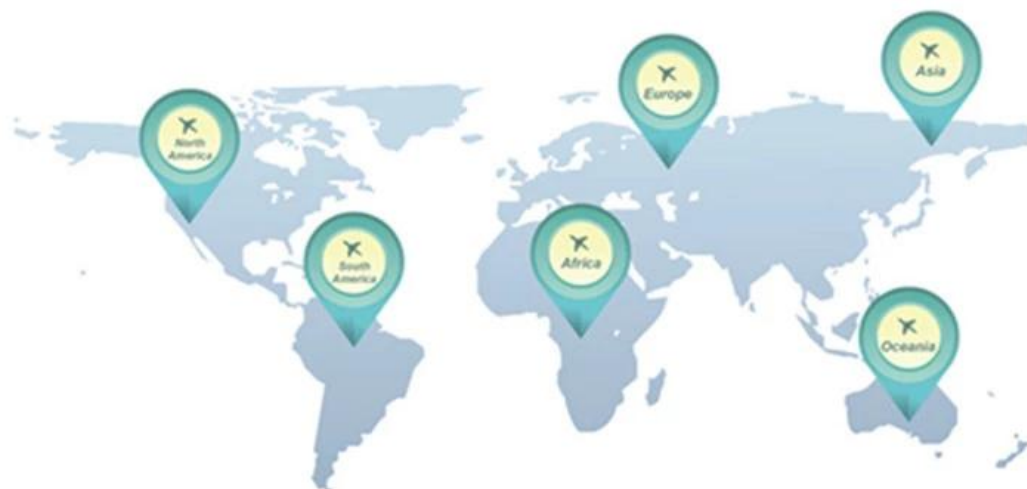 North
America
South
America
Europe
Africa
Asia
Oceania